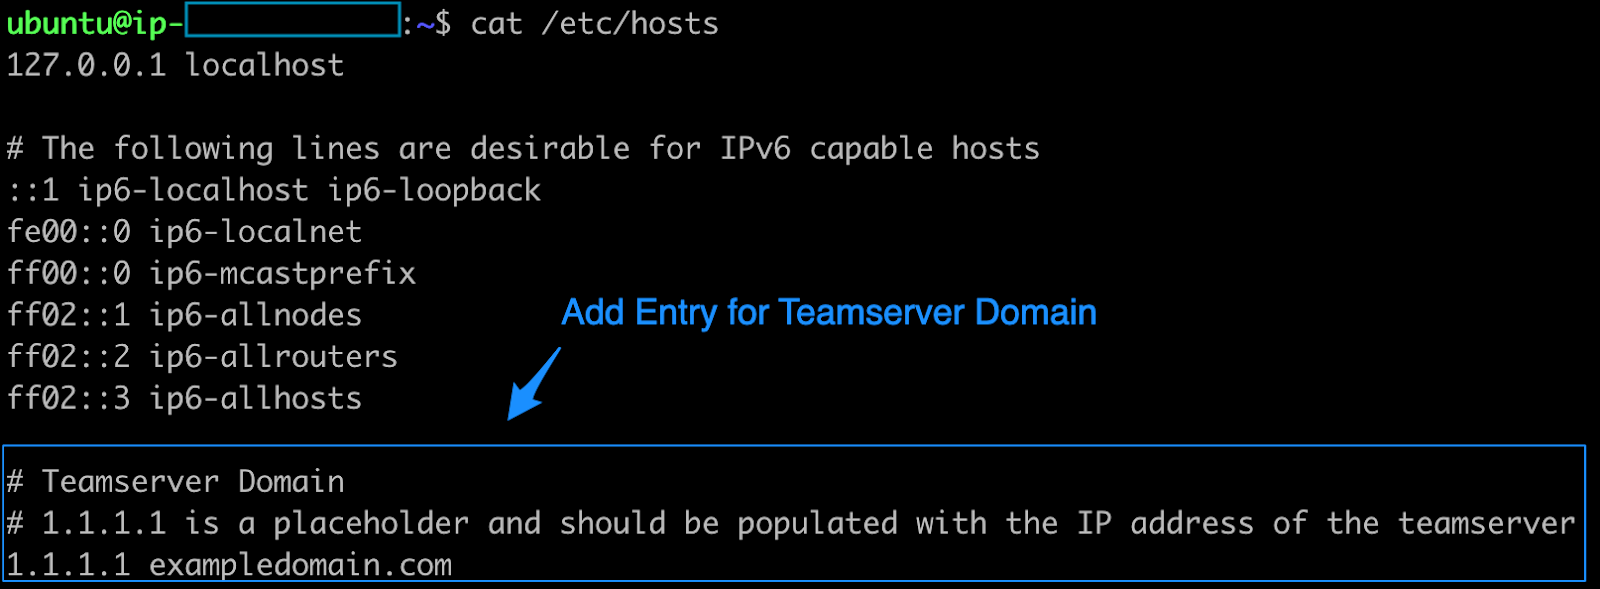 ubuntu@ip-:~$ cat /etc/hosts
127.0.0.1 localhost
# The following lines are desirable for IPv6 capable hosts
::1 ip6-localhost ip6-loopback
fe00::0 ip6-localnet
ff00::0 ip6-mcastprefix
ff02::1 ip6-allnodes
Add Entry for Teamserver Domain
ff02::2 ip6-allrouters
ff02::3 ip6-allhosts
# Teamserver Domain
# 1.1.1.1 is a placeholder and should be populated with the IP address of the teamserver
1.1.1.1 exampledomain.com